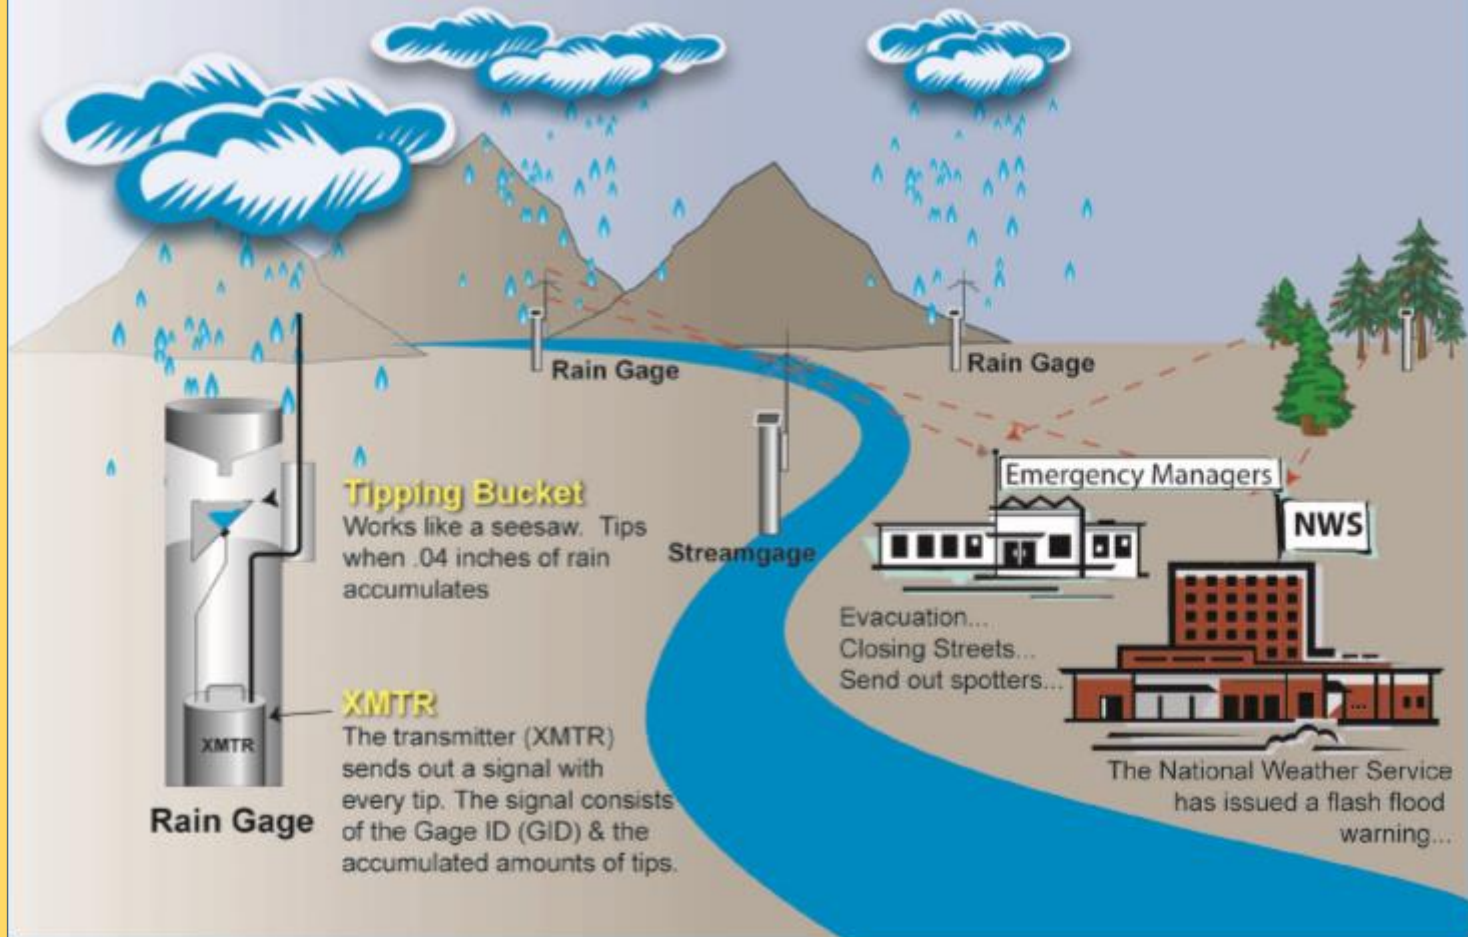 Rain Gage
Rain Gage
Tipping Bucket
Works like a seesaw. Tips
when .04 inches of rain
accumulates
Streamgage
Emergency Managers
NWS
Evacuation...
Closing Streets...
Send out spotters...
XMTR
The transmitter (XMTR)
sends out a signal with
every tip. The signal consists
of the Gage ID (GID) & the
accumulated amounts of tips.
XMTR
Rain Gage
The National Weather Service
has issued a flash flood
warning...